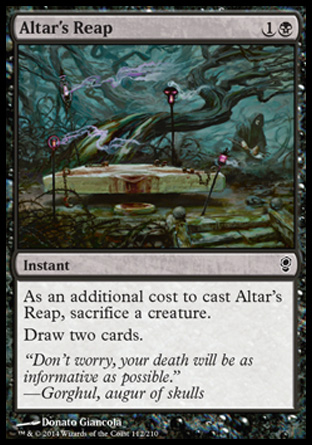 Altar's Reap 1
Instant
As an additional cost to cast Altar's
Reap, sacrifice a creature.
Draw two cards.
"Don't worry, your death will be as
informative as possible."
—Gorghul, augur of skulls
Donato Giancola
™ & © 2014 Wizards of the Coast 112/210